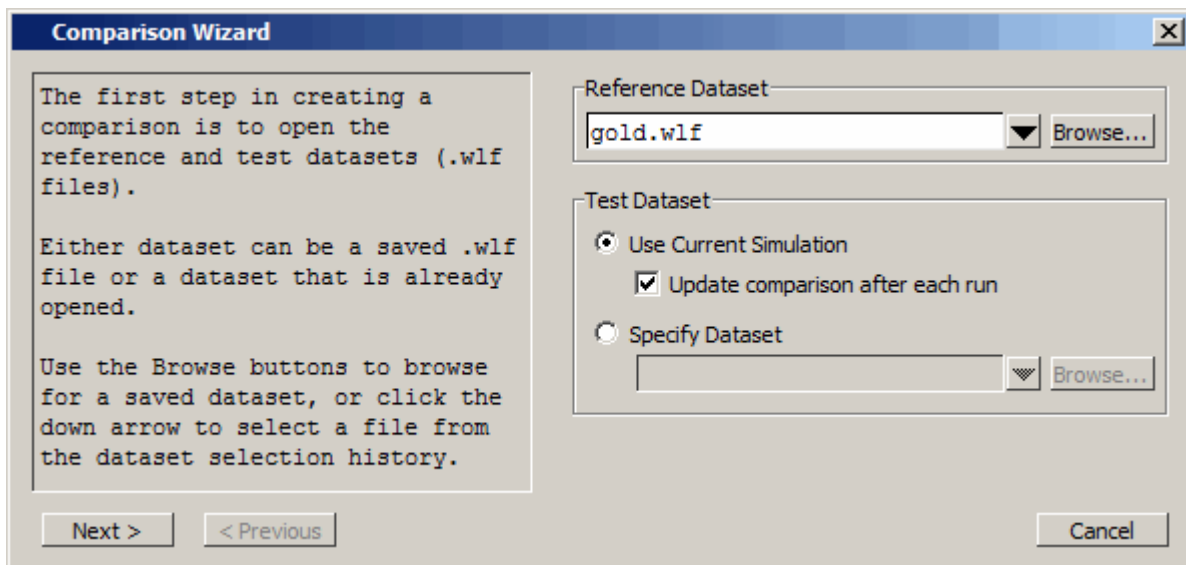 Comparison Wizard
The first step in creating a
comparison is to open the
reference and test datasets (.wlf
files).
Either dataset can be a saved .wlf
file or a dataset that is already
opened.
Use the Browse buttons to browse
for a saved dataset, or click the
down arrow to select a file from
the dataset selection history.
Reference Dataset
gold.wlf
Browse...
Test Dataset
Use Current Simulation
Update comparison after each run
Specify Dataset
Browse...
Next >
< Previous
Cancel